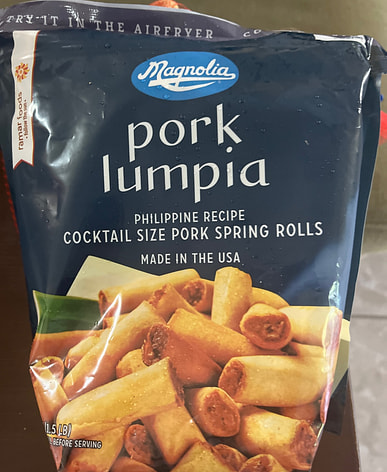 TRY IT IN THE AIRFRYER
Magnolia
ramar foods
pork
lumpia
PHILIPPINE RECIPE
COCKTAIL SIZE PORK SPRING ROLLS
MADE IN THE USA
1.5 LB)
BEFORE SERVING